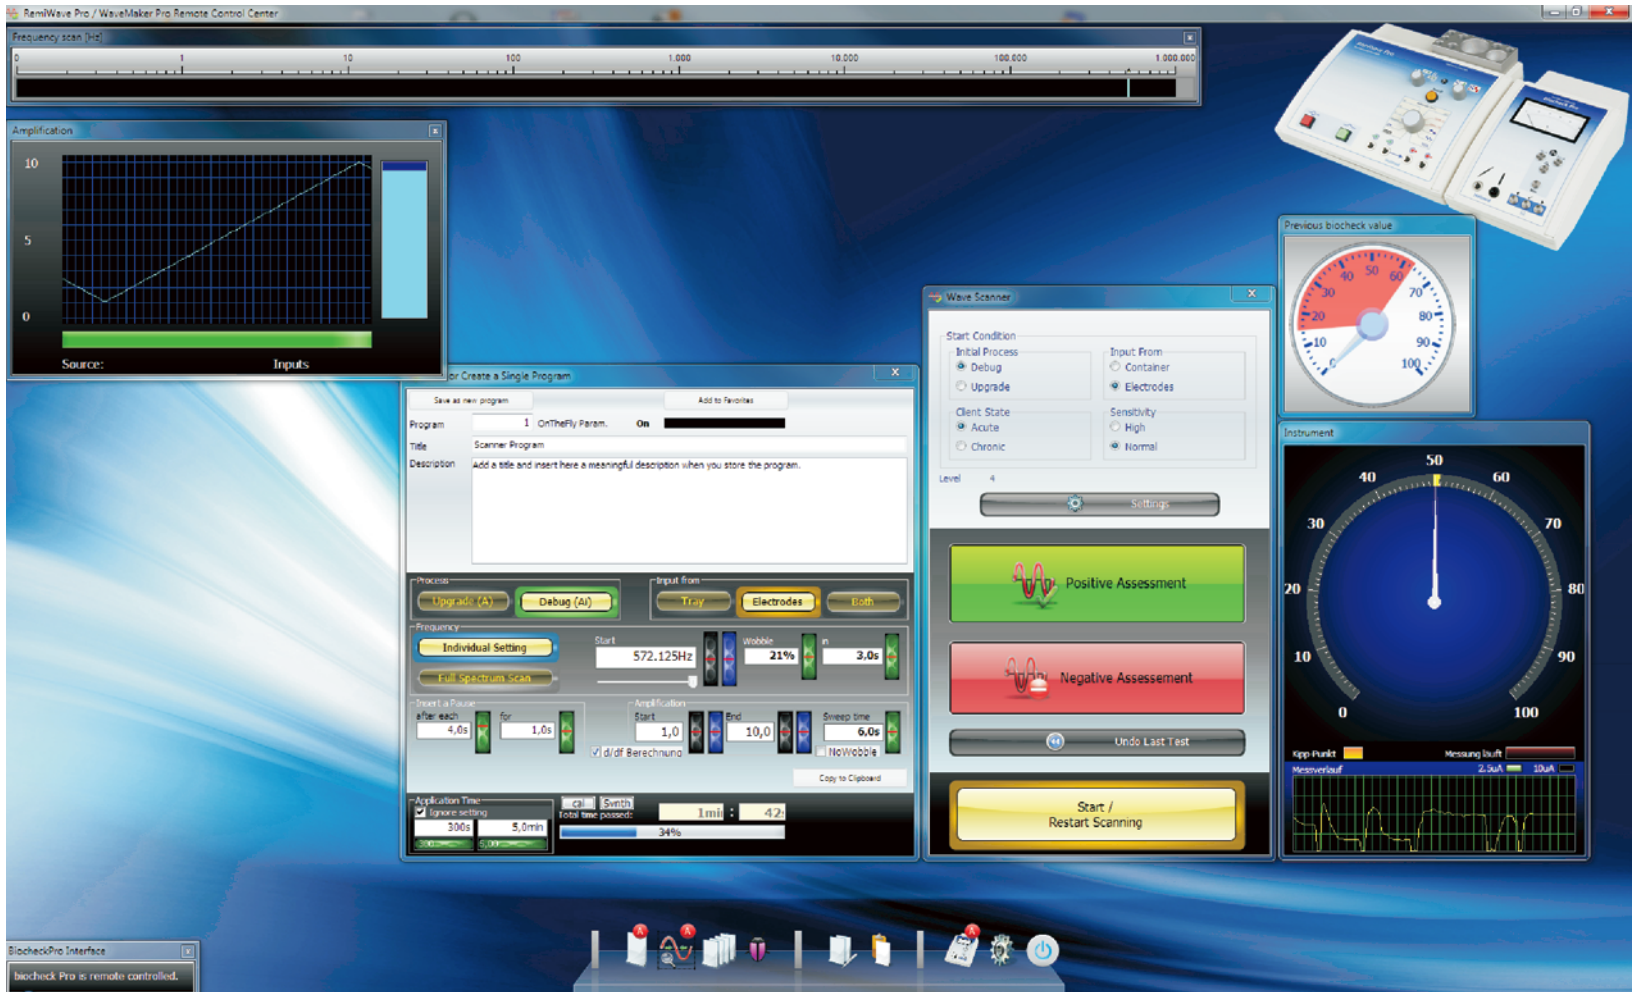 RemiWave Pro / WaveMaker Pro Remote Control Center
Frequency scan [Hz]
0 1 10 100 1.000 10.000 100,000 1.000.000
Amplification
10
5
0
Source: Inputs
or Create a Single Program
Save as new program Add to Favorites
Program 1 OnTheFly Param. On
Title Scanner Program
Description Add a title and insert here a meaningful description when you store the program.
Process Input from
Upgrade (A) Debug (Ai) Tray Electrodes Both
Frequency
Individual Setting
Full Spectrum Scan
Start Wobble in
572.125Hz 21% 3,0s
Insert a Pause Amplification
after each for Start End Sweep time
4,0s 1,0s 1,0 10,0 6,0s
d/df Berechnung NoWobble
Copy to Clipboard
Application Time
Ignore setting
300s 5,0min
300 5,00
cal Synth
Total time passed: 1mi : 42
34%
Wave Scanner
Start Condition
Initial Process Input From
Debug Container
Upgrade Electrodes
Client State Sensitivity
Acute High
Chronic Normal
Level 4
Settings
Positive Assessment
Negative Assessement
Undo Last Test
Start /
Restart Scanning
Previous biocheck value
0 10 20 30 40 50 60 70 80 90 100
Instrument
0 10 20 30 40 50 60 70 80 90 100
Kipp-Punkt Messung läuft
Messverlauf 2.5uA 10uA
BiocheckPro Interface
biocheck Pro is remote controlled.
A A A